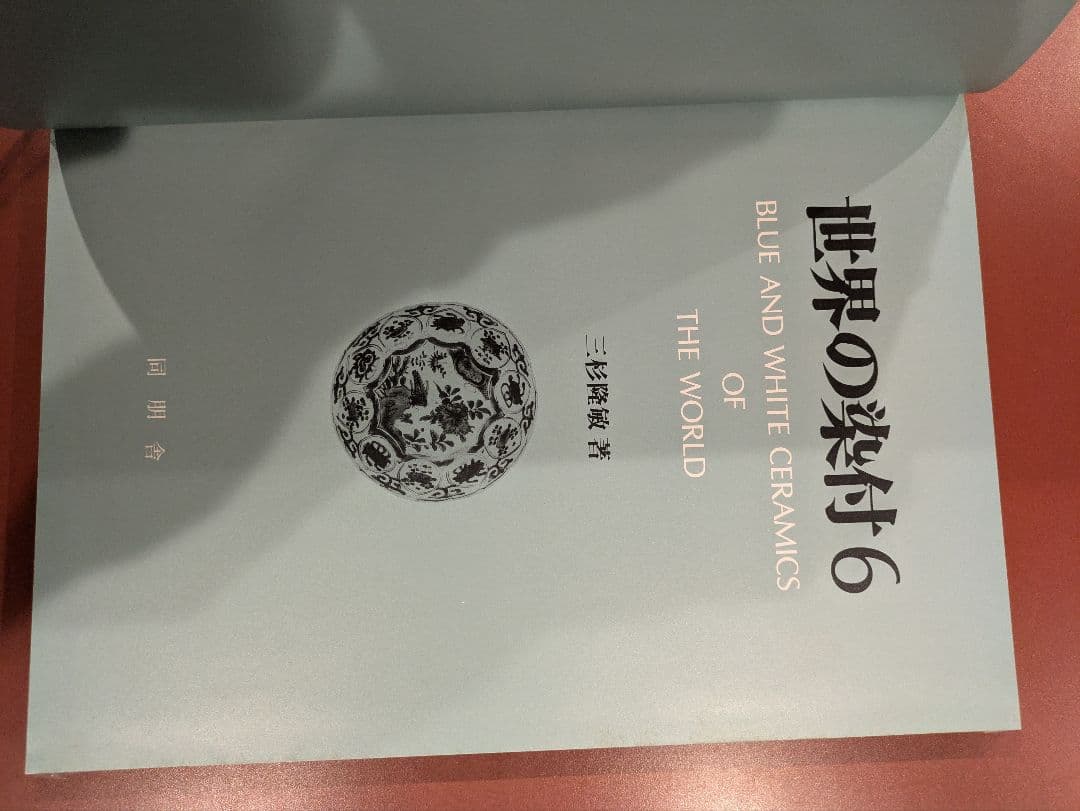 世界の染付6
BLUE AND WHITE CERAMICS
OF
THE WORLD
三杉隆敏 著
同朋舎